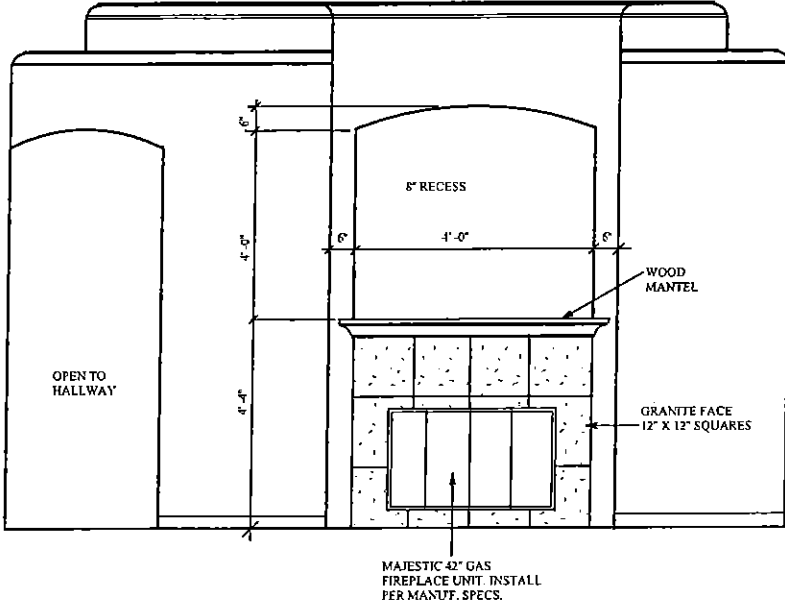 6"
8" RECESS
4'-0"
6"
4'-0"
6"
WOOD
MANTEL
OPEN TO
HALLWAY
4'-4"
GRANITE FACE
12" X 12" SQUARES
MAJESTIC 42" GAS
FIREPLACE UNIT. INSTALL
PER MANUF. SPECS.